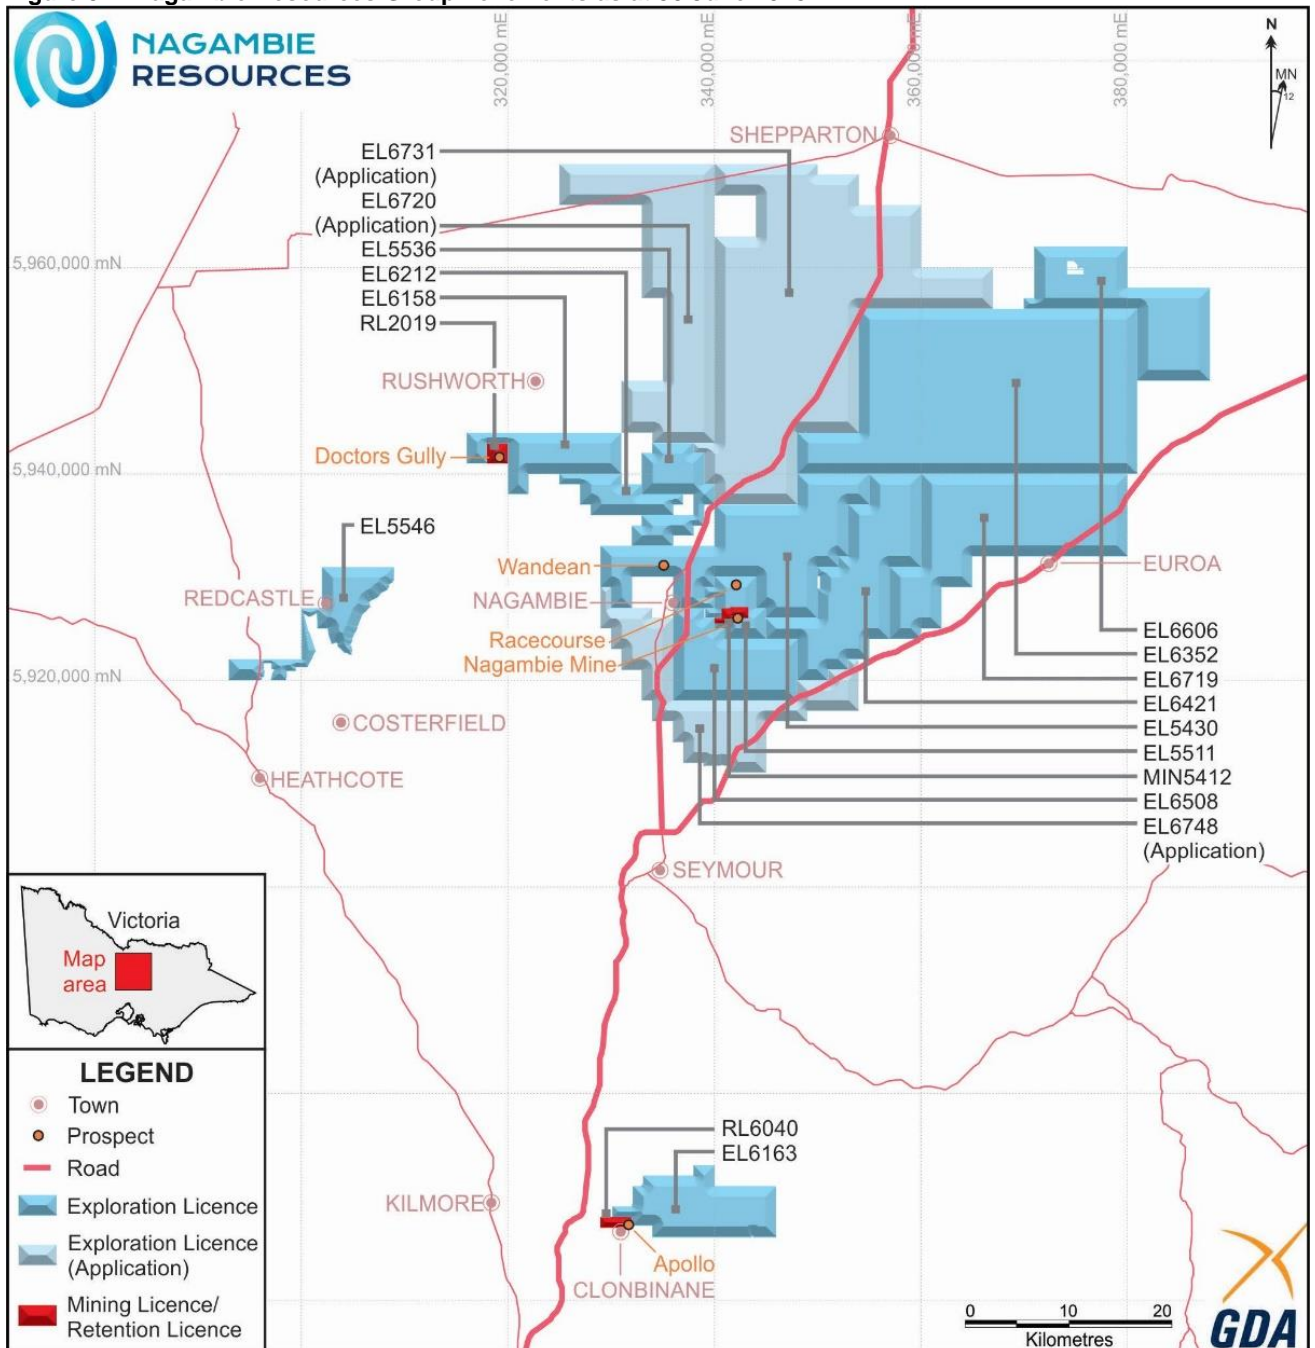 NAGAMBIE
RESOURCES
320,000 mE
340,000 mE
360,000 mE
380,000 mE
N
MN
12
SHEPPARTON
EL6731
(Application)
EL6720
(Application)
EL5536
EL6212
EL6158
RL2019
5,960,000 mN
RUSHWORTH
Doctors Gully
5,940,000 mN
EL5546
Wandean
EUROA
REDCASTLE
NAGAMBIE
Racecourse
Nagambie Mine
5,920,000 mN
EL6606
EL6352
EL6719
EL6421
EL5430
EL5511
MIN5412
EL6508
EL6748
(Application)
COSTERFIELD
HEATHCOTE
SEYMOUR
Victoria
Map
area
LEGEND
Town
Prospect
Road
Exploration Licence
Exploration Licence
(Application)
Mining Licence/
Retention Licence
RL6040
EL6163
KILMORE
Apollo
CLONBINANE
0 10 20
Kilometres
GDA